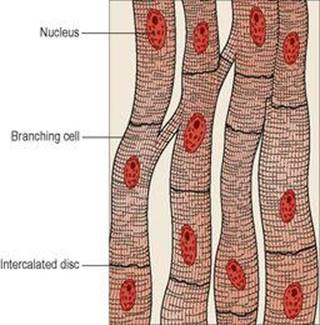 Nucleus
Branching cell
Intercalated disc